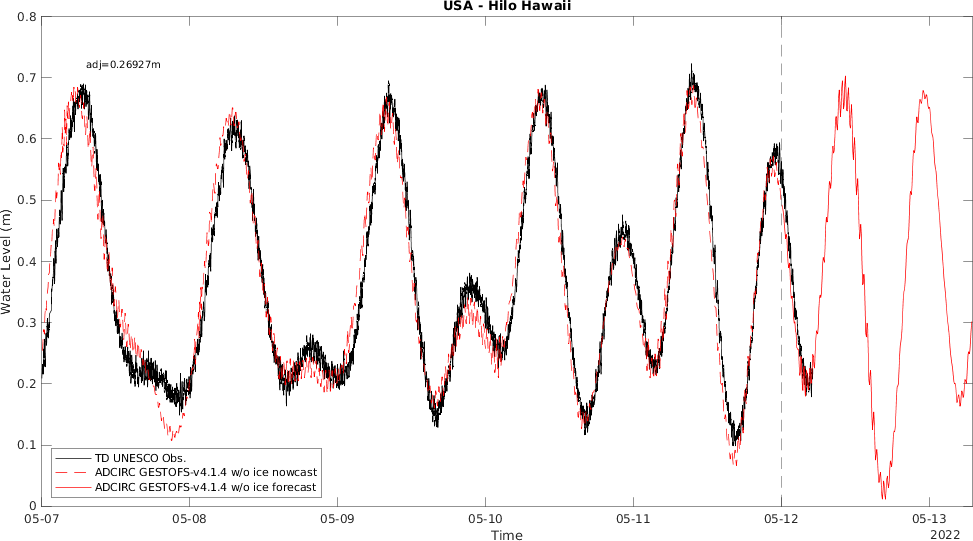 USA - Hilo Hawaii
adj=0.26927m
Water Level (m)
0.8
0.7
0.6
0.5
0.4
0.3
0.2
0.1
0
TD UNESCO Obs.
ADCIRC GESTOFS-v4.1.4 w/o ice nowcast
ADCIRC GESTOFS-v4.1.4 w/o ice forecast
05-07 05-08 05-09 05-10 05-11 05-12 05-13
Time
2022